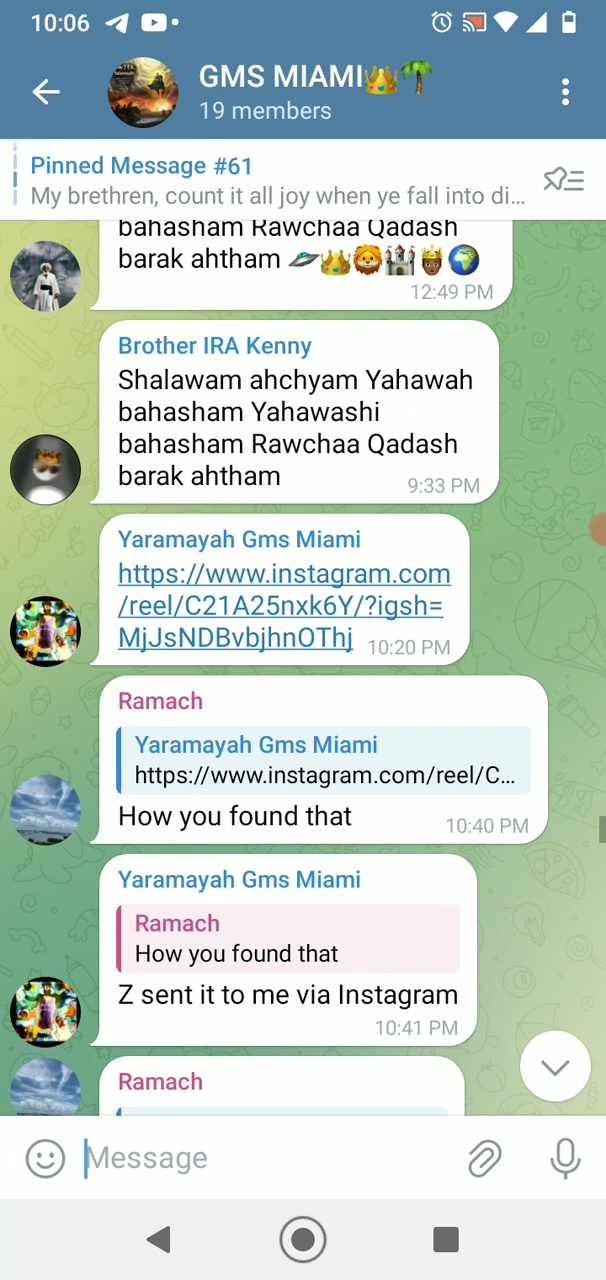 10:06
GMS MIAMI👑🌴
19 members
Pinned Message #61
My brethren, count it all joy when ye fall into di...
bahasham Rawchaa Qadash
barak ahtham 🛸👑🦁🏰🤴🏾🌍
12:49 PM
Brother IRA Kenny
Shalawam ahchyam Yahawah
bahasham Yahawashi
bahasham Rawchaa Qadash
barak ahtham
9:33 PM
Yaramayah Gms Miami
https://www.instagram.com
/reel/C21A25nxk6Y/?igsh=
MjJsNDBvbjhnOThj
10:20 PM
Ramach
Yaramayah Gms Miami
https://www.instagram.com/reel/C...
How you found that
10:40 PM
Yaramayah Gms Miami
Ramach
How you found that
Z sent it to me via Instagram
10:41 PM
Ramach
Message